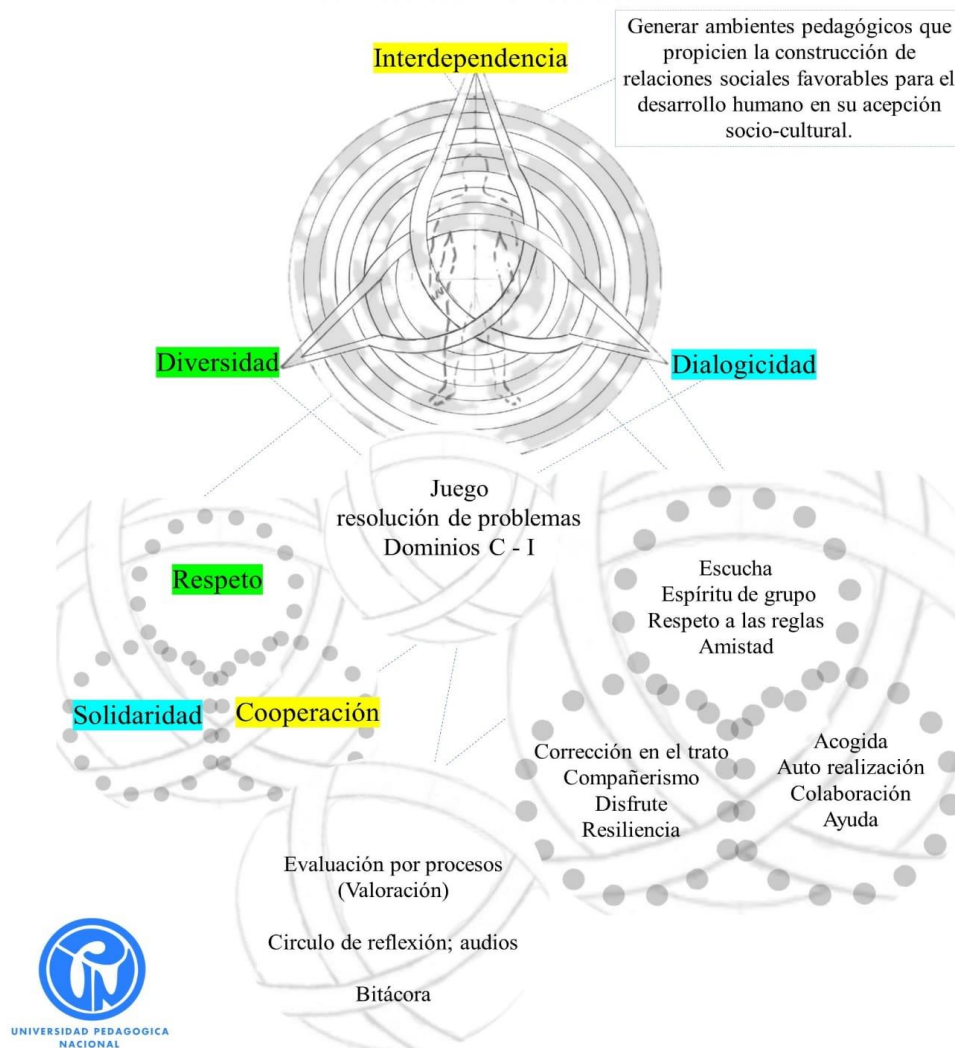 Generar ambientes pedagógicos que
propicien la construcción de
relaciones sociales favorables para el
desarrollo humano en su acepción
socio-cultural.
Interdependencia
Diversidad
Dialogicidad
Juego
resolución de problemas
Dominios C - I
Respeto
Solidaridad
Cooperación
Escucha
Espíritu de grupo
Respeto a las reglas
Amistad
Corrección en el trato
Compañerismo
Disfrute
Resiliencia
Acogida
Auto realización
Colaboración
Ayuda
Evaluación por procesos
(Valoración)
Circulo de reflexión; audios
Bitácora
UNIVERSIDAD PEDAGOGICA
NACIONAL